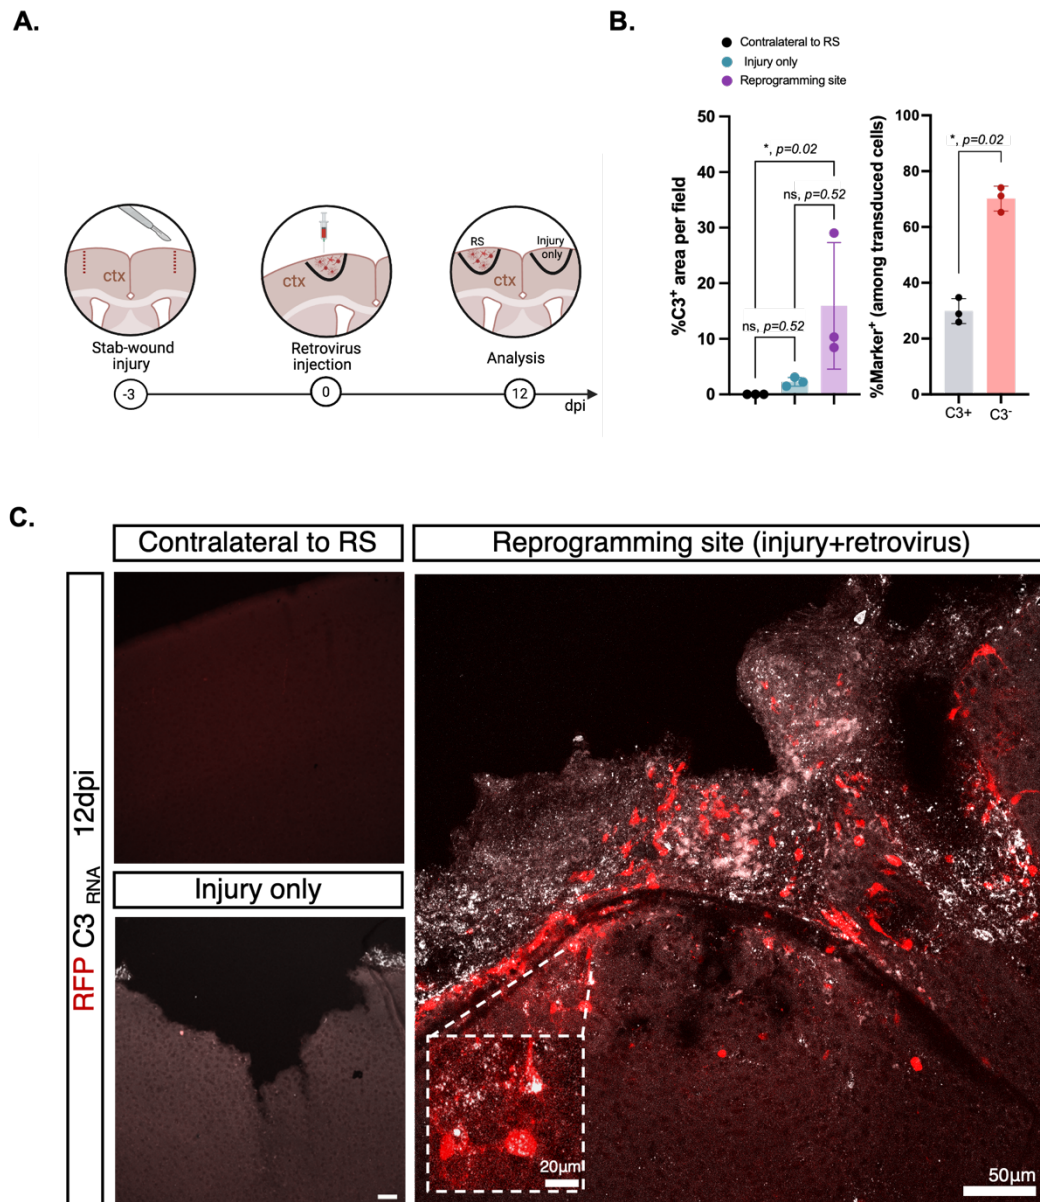 A.
RS
Injury
only
ctx
ctx
ctx
Stab-wound
injury
Retrovirus
injection
Analysis
-3
0
12
dpi
B.
Contralateral to RS
Injury only
Reprogramming site
%C3⁺ area per field
50
40
30
20
10
0
*, p=0.02
ns, p=0.52
ns, p=0.52
%Marker⁺ (among transduced cells)
100
80
60
40
20
0
*, p=0.02
C3+
C3⁻
C.
Contralateral to RS
Reprogramming site (injury+retrovirus)
RFP C3 RNA 12dpi
Injury only
20µm
50µm